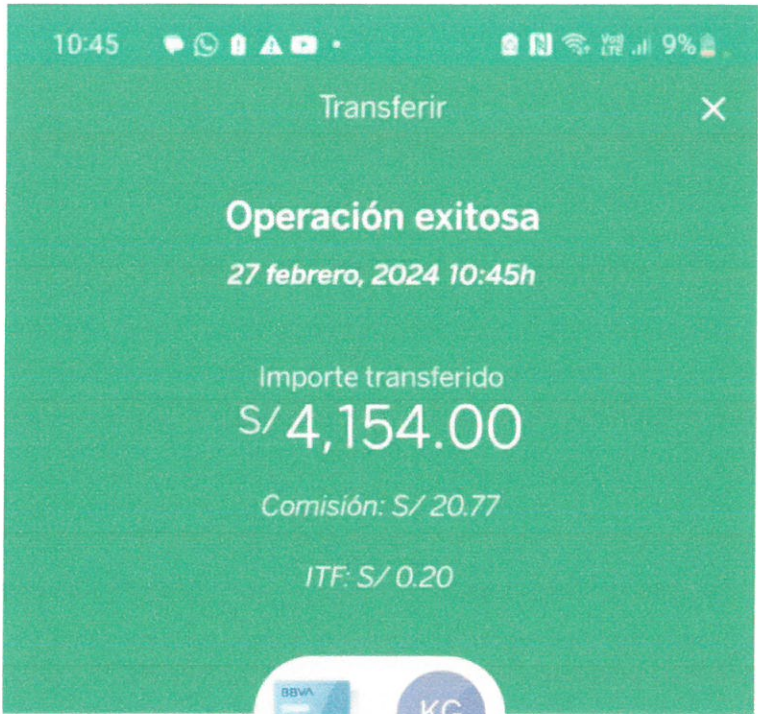 10:45 9%
Transferir
Operación exitosa
27 febrero, 2024 10:45h
Importe transferido
S/ 4,154.00
Comisión: S/ 20.77
ITF: S/ 0.20
BBVA
KG